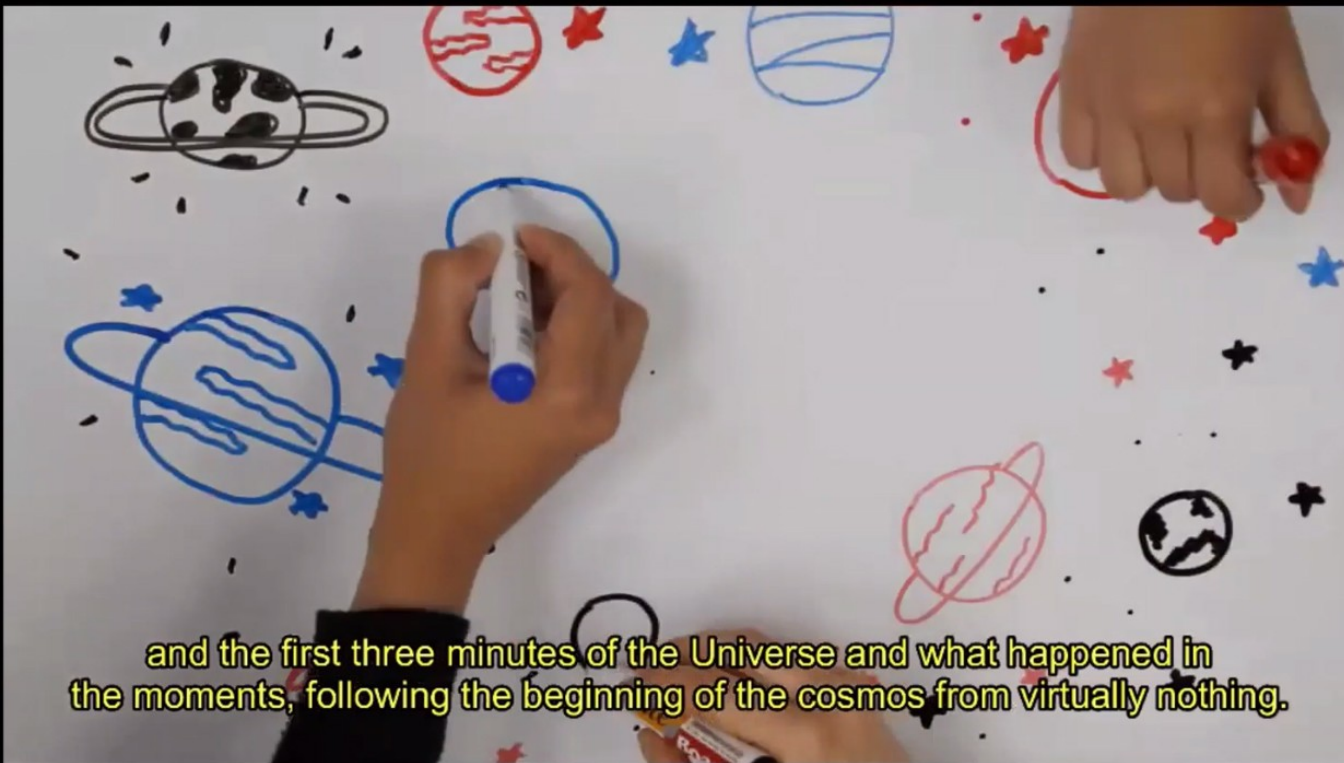 and the first three minutes of the Universe and what happened in
the moments, following the beginning of the cosmos from virtually nothing.